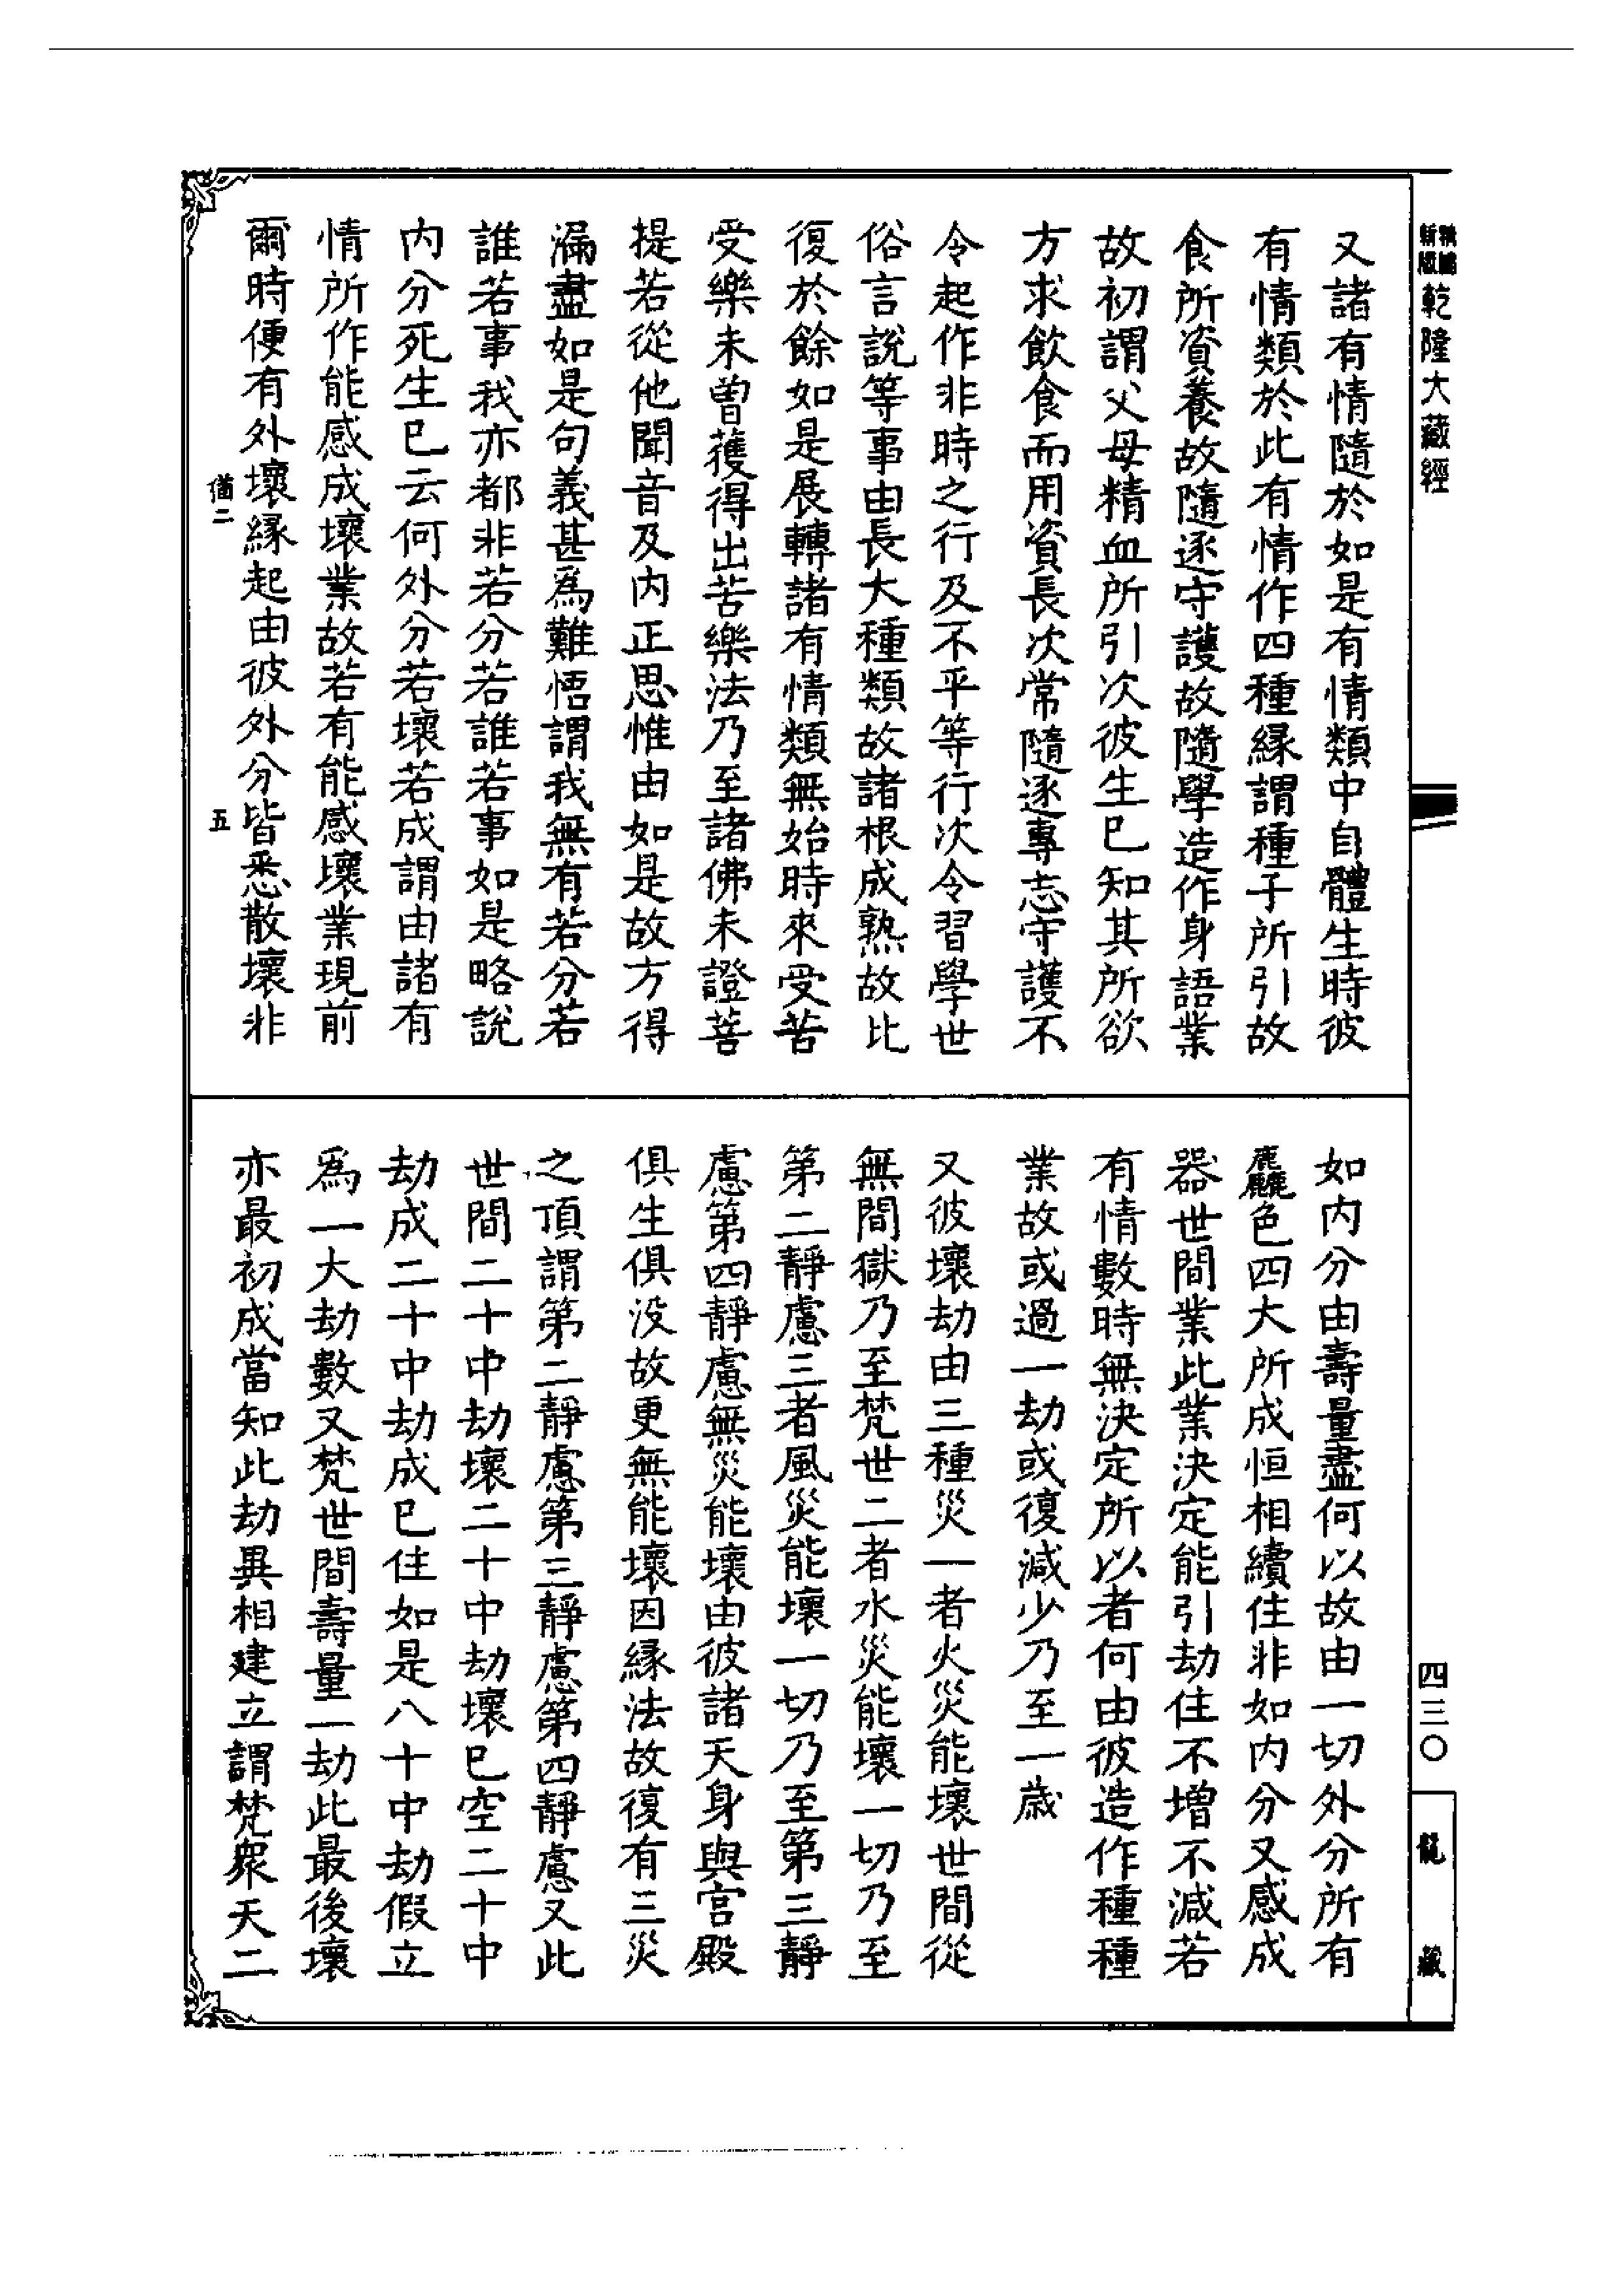 新編縮版乾隆大藏經
又諸有情隨於如是有情類中自體生時彼
有情類於此有情作四種緣謂種子所引故
食所資養故隨逐守護故隨學造作身語業
故初謂父母精血所引次彼生已知其所欲
方求飲食而用資長次常隨逐專志守護不
令起作非時之行及不平等行次令習學世
俗言說等事由長大種類故諸根成熟故比
復於餘如是展轉諸有情類無始時來受苦
受樂未曾獲得出苦樂法乃至諸佛未證菩
提若從他聞音及內正思惟由如是故方得
漏盡如是句義甚為難悟謂我無有若分若
誰若事我亦都非若分若誰若事如是略說
內分死生已云何外分若壞若成謂由諸有
情所作能感成壞業故若有能感壞業現前
爾時便有外壞緣起由彼外分皆悉散壞非
五
如內分由壽量盡何以故由一切外分所有
麤色四大所成恒相續住非如內分又感成
器世間業此業決定能引劫住不增不減若
有情數時無決定所以者何由彼造作種種
業故或過一劫或復減少乃至一歲
又彼壞劫由三種災一者火災能壞世間從
無間獄乃至梵世二者水災能壞一切乃至
第二靜慮三者風災能壞一切乃至第三靜
慮第四靜慮無災能壞由彼諸天身與宮殿
俱生俱沒故更無能壞因緣法故復有三災
之頂謂第二靜慮第三靜慮第四靜慮又此
世間二十中劫壞二十中劫壞已空二十中
劫成二十中劫成已住如是八十中劫假立
為一大劫數又梵世間壽量一劫此最後壞
亦最初成當知此劫異相建立謂梵眾天二
四三〇
龍藏